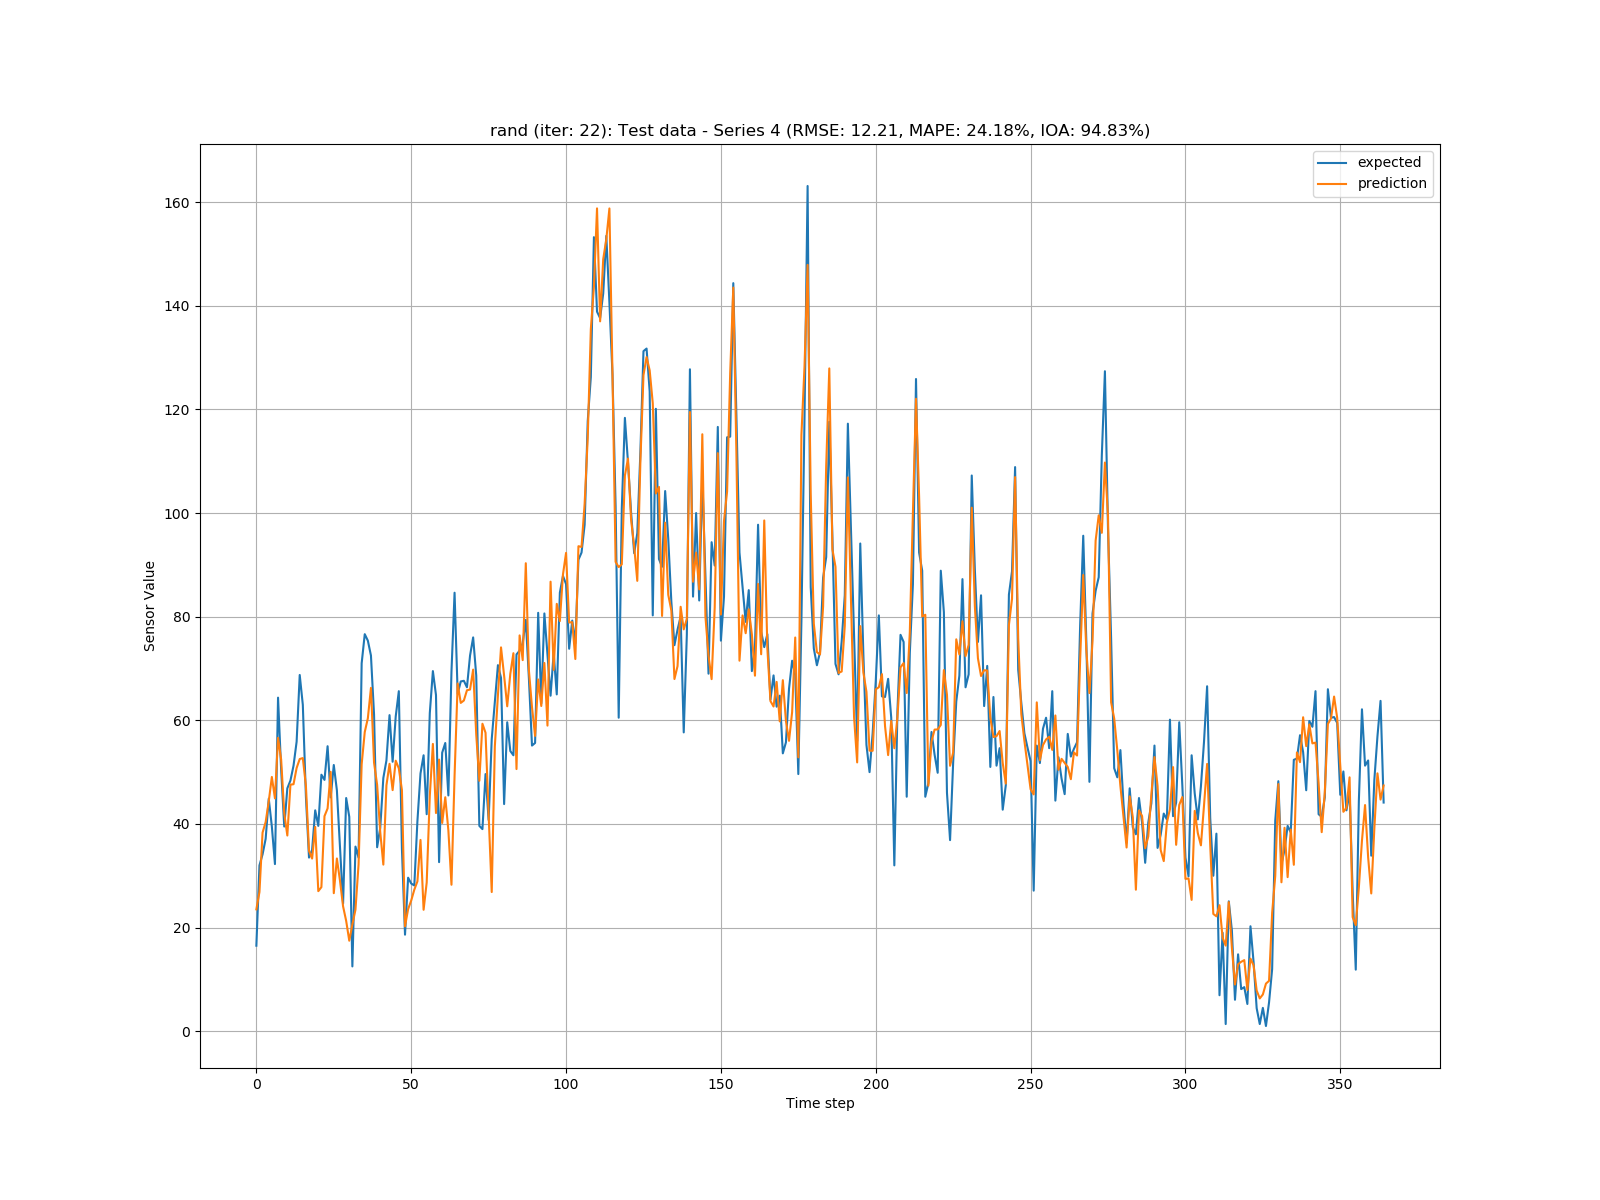 rand (iter: 22): Test data - Series 4 (RMSE: 12.21, MAPE: 24.18%, IOA: 94.83%)
expected
prediction
160
140
120
100
80
60
40
20
0
Sensor Value
0 50 100 150 200 250 300 350
Time step